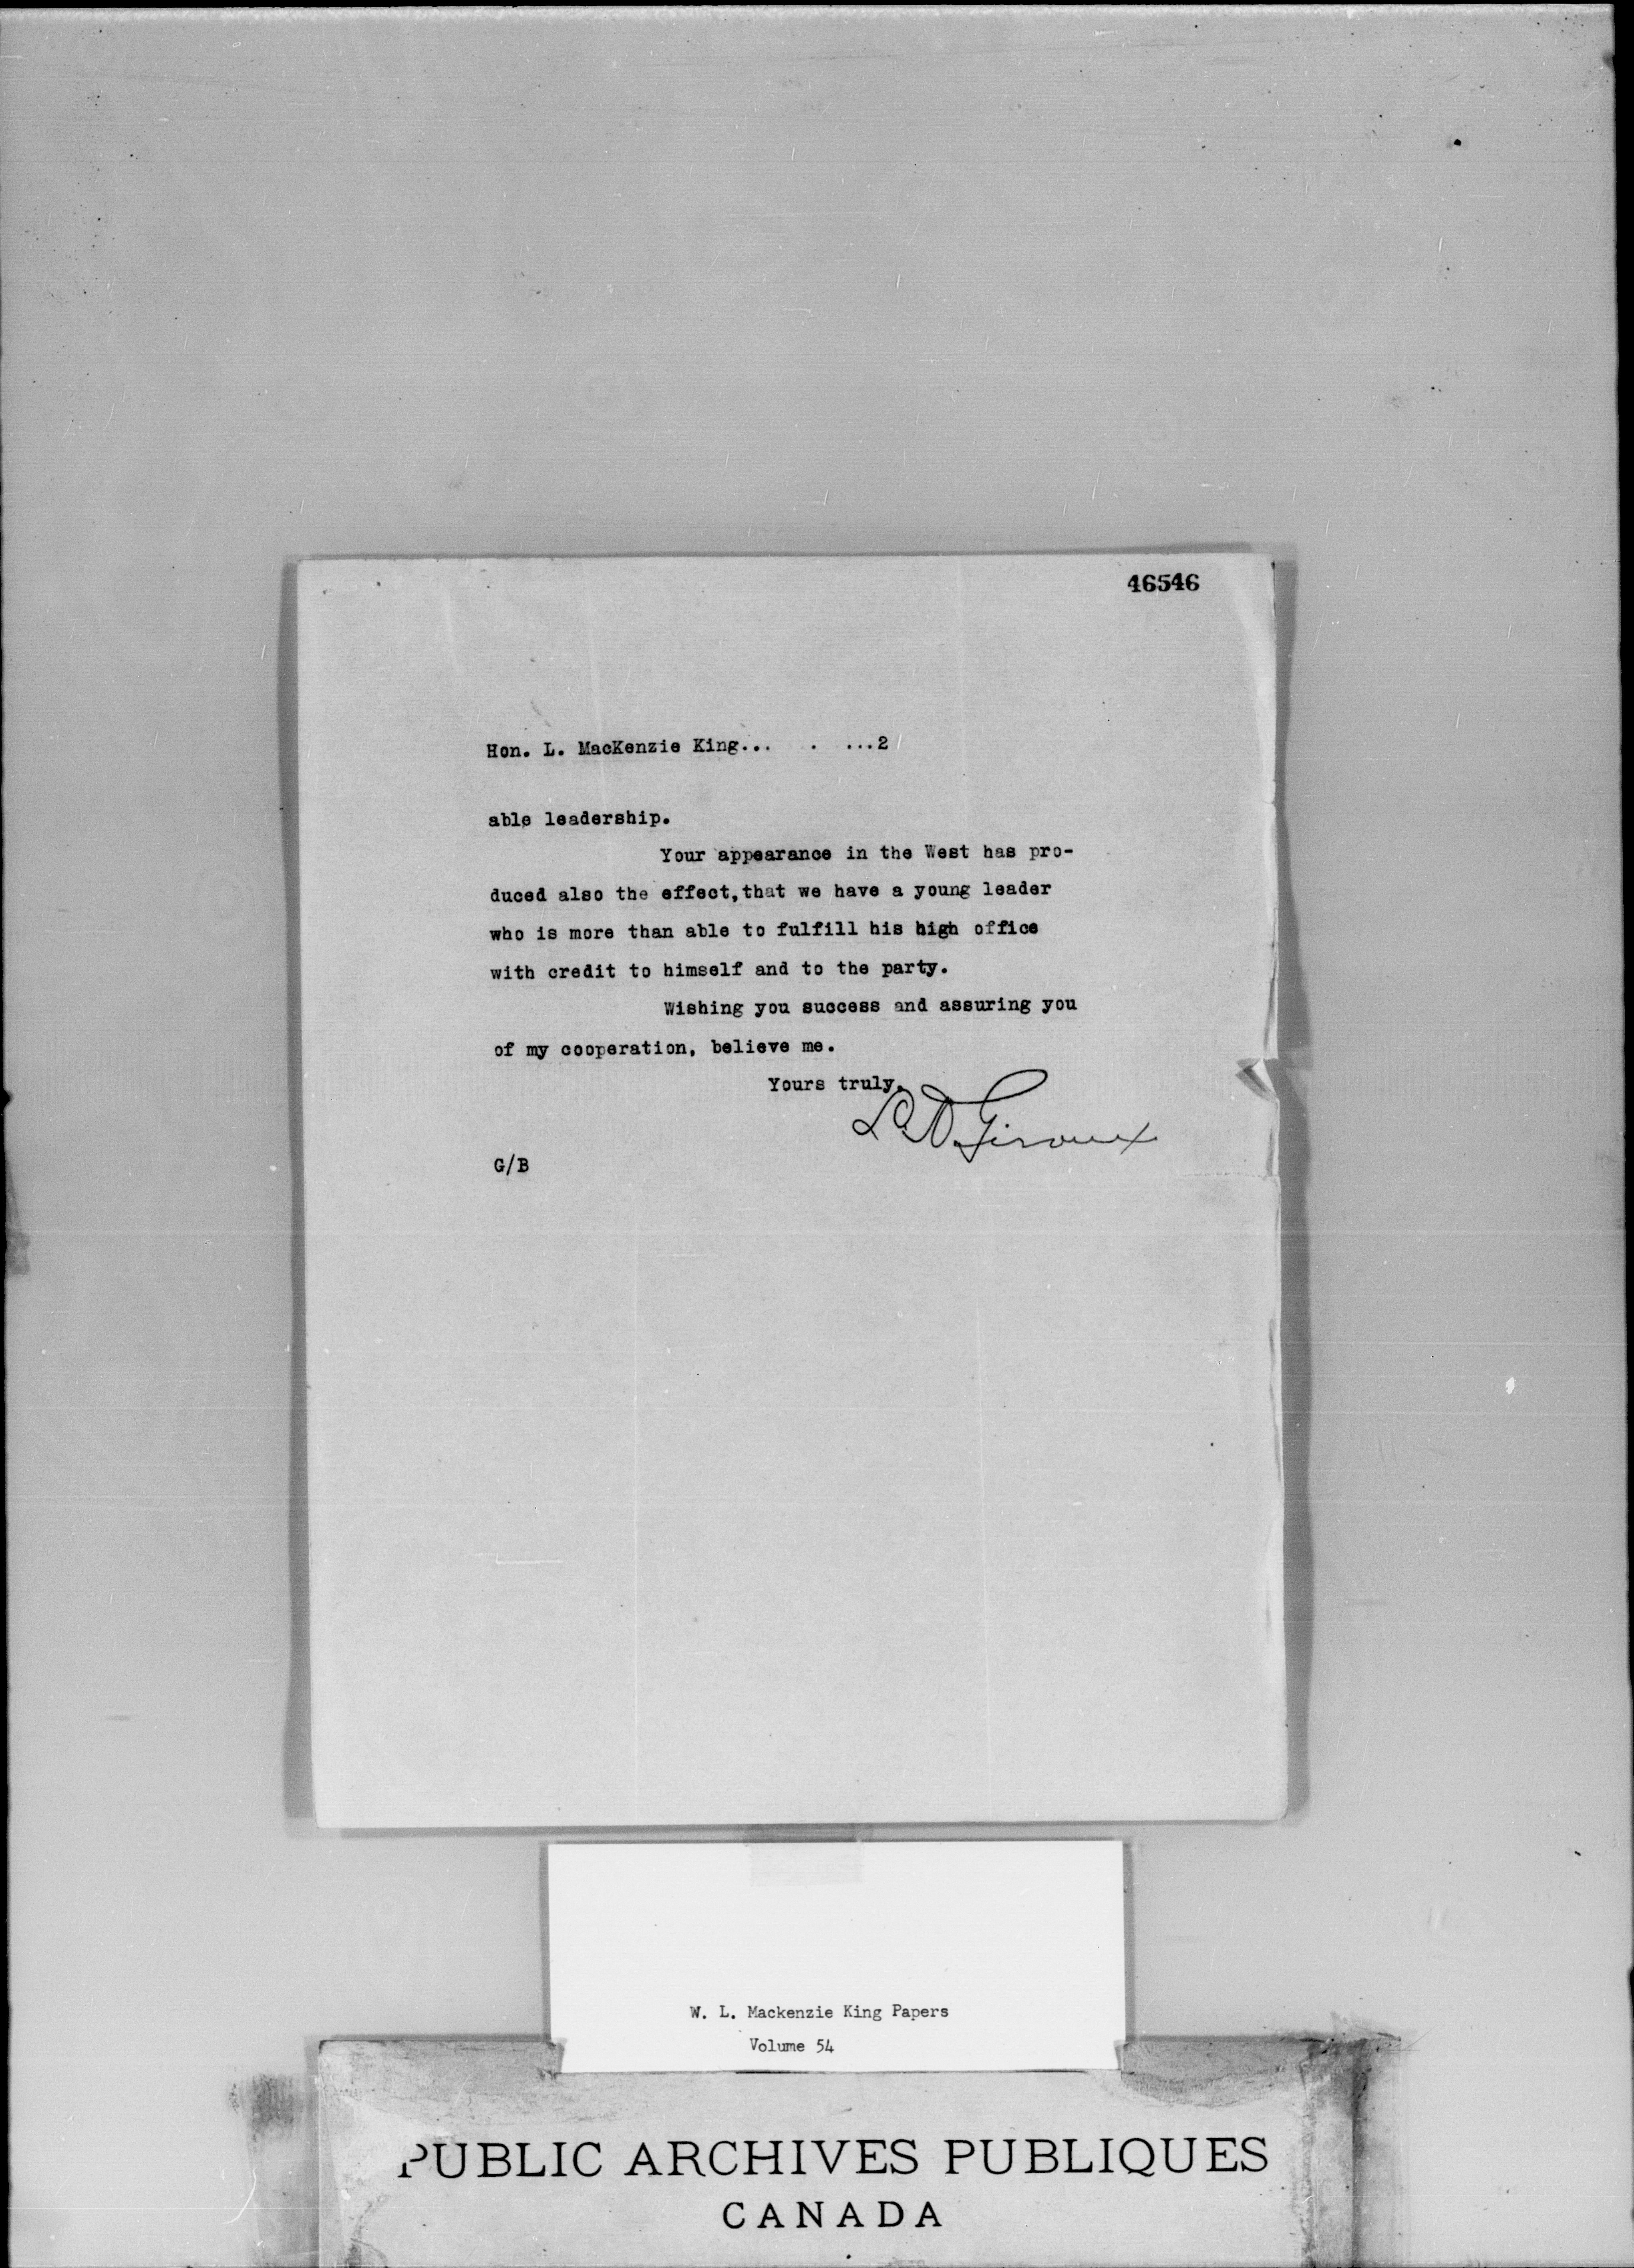 46546
Hon. L. MacKenzie King... . ...2
able leadership.
Your appearance in the West has pro-
duced also the effect,that we have a young leader
who is more than able to fulfill his high office
with credit to himself and to the party.
Wishing you success and assuring you
of my cooperation, believe me.
Yours truly,
L.A. Giroux
G/B
W. L. Mackenzie King Papers
Volume 54
PUBLIC ARCHIVES PUBLIQUES
CANADA